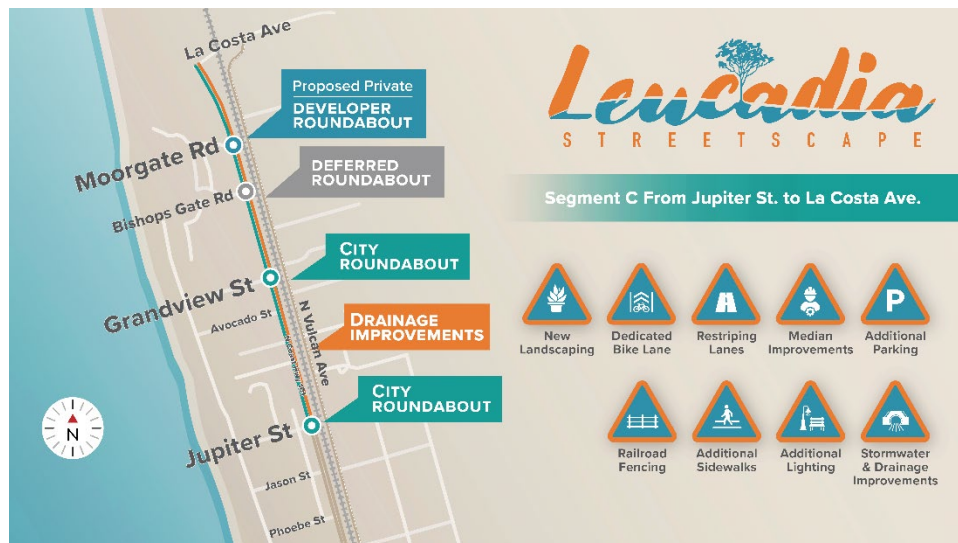 La Costa Ave
Proposed Private
DEVELOPER
ROUNDABOUT
Moorgate Rd
DEFERRED
ROUNDABOUT
Bishops Gate Rd
CITY
ROUNDABOUT
Grandview St
Avocado St
N Vulcan Ave
DRAINAGE
IMPROVEMENTS
CITY
ROUNDABOUT
Jupiter St
Jason St
Phoebe St
N
Leucadia
STREETSCAPE
Segment C From Jupiter St. to La Costa Ave.
New
Landscaping
Dedicated
Bike Lane
Restriping
Lanes
Median
Improvements
P
Additional
Parking
Railroad
Fencing
Additional
Sidewalks
Additional
Lighting
Stormwater
& Drainage
Improvements